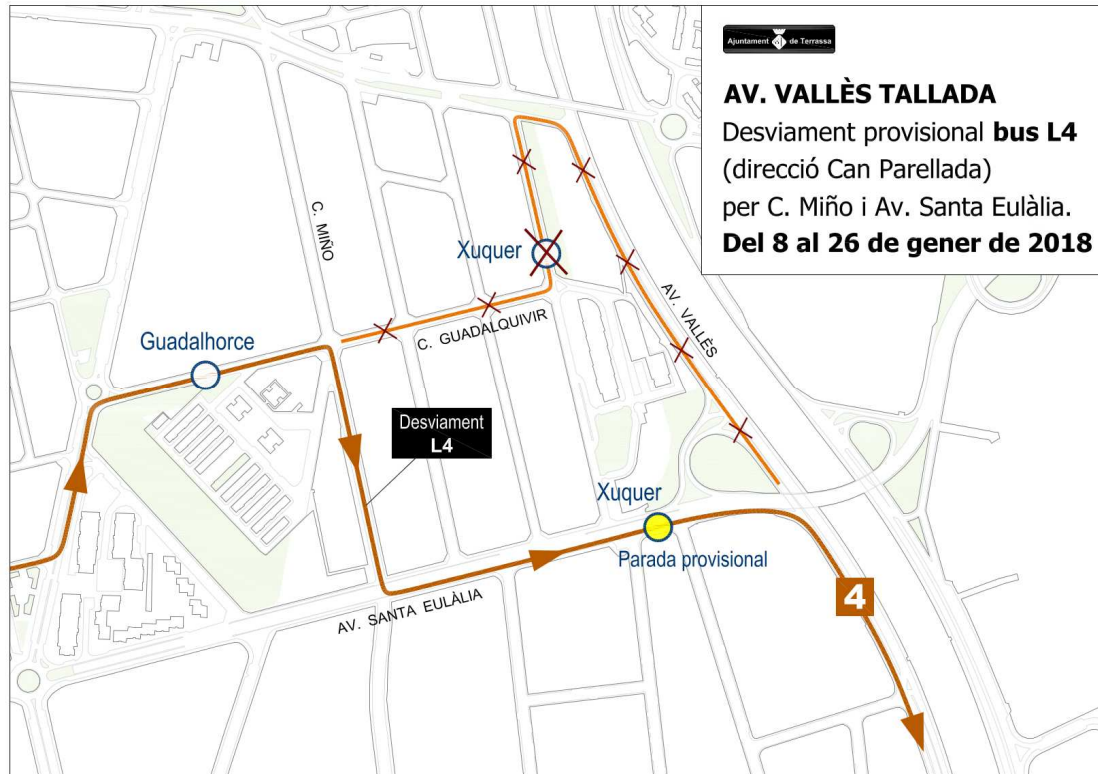 Ajuntament de Terrassa
AV. VALLÈS TALLADA
Desviament provisional bus L4
(direcció Can Parellada)
per C. Miño i Av. Santa Eulàlia.
Del 8 al 26 de gener de 2018
C. MIÑO
Xuquer
AV. VALLÈS
C. GUADALQUIVIR
Guadalhorce
Desviament
L4
Xuquer
Parada provisional
AV. SANTA EULÀLIA
4